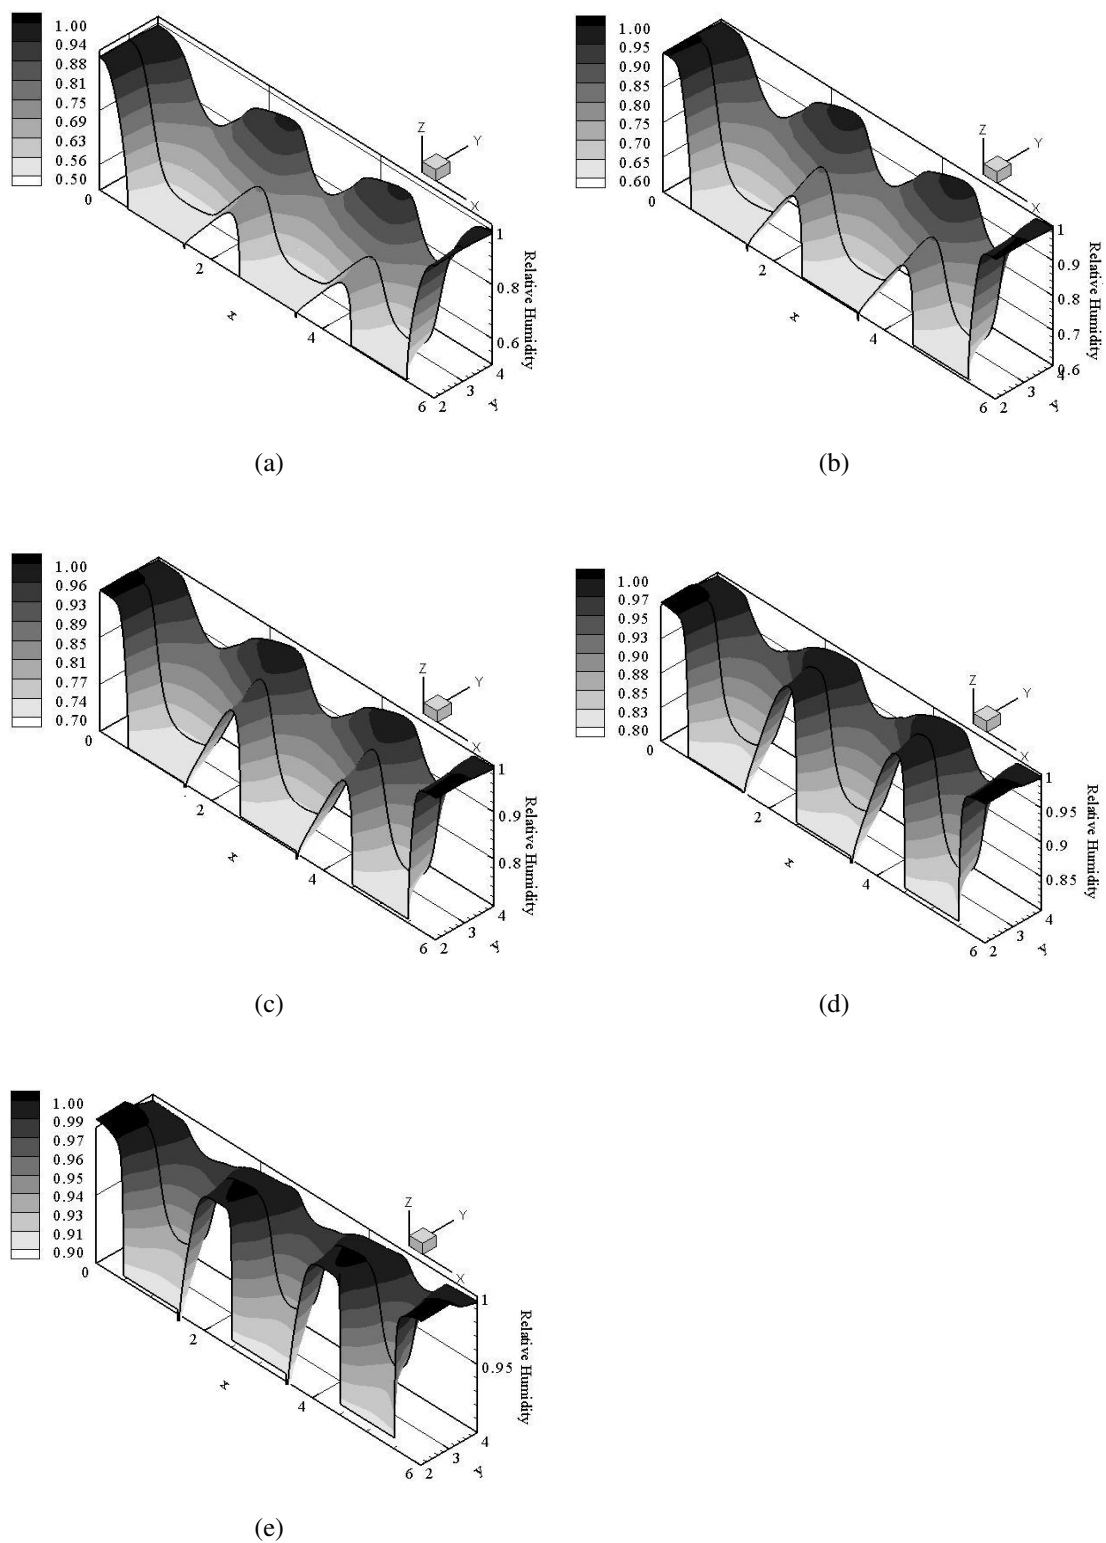 1.00
0.94
0.88
0.81
0.75
0.69
0.63
0.56
0.50
0
2
4
6
x
2
3
4
y
Z
Y
X
1
0.8
0.6
Relative Humidity
(a)
1.00
0.95
0.90
0.85
0.80
0.75
0.70
0.65
0.60
0
2
4
6
x
2
3
4
y
Z
Y
X
1
0.9
0.8
0.7
0.6
Relative Humidity
(b)
1.00
0.96
0.93
0.89
0.85
0.81
0.77
0.74
0.70
0
2
4
6
x
2
3
4
y
Z
Y
X
1
0.9
0.8
Relative Humidity
(c)
1.00
0.97
0.95
0.93
0.90
0.88
0.85
0.83
0.80
0
2
4
6
x
2
3
4
y
Z
Y
X
1
0.95
0.9
0.85
Relative Humidity
(d)
1.00
0.99
0.97
0.96
0.95
0.94
0.93
0.91
0.90
0
2
4
6
x
2
3
4
y
Z
Y
X
1
0.95
Relative Humidity
(e)